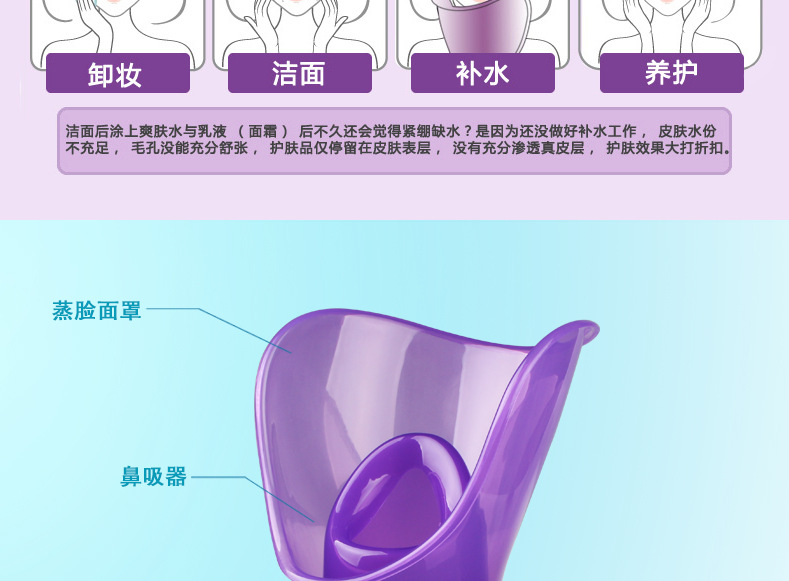 卸妆
洁面
补水
养护
洁面后涂上爽肤水与乳液 （ 面霜 ） 后不久还会觉得紧绷缺水？是因为还没做好补水工作 ， 皮肤水份
不充足 ， 毛孔没能充分舒张 ， 护肤品仅停留在皮肤表层 ， 没有充分渗透真皮层 ， 护肤效果大打折扣。
蒸脸面罩
鼻吸器